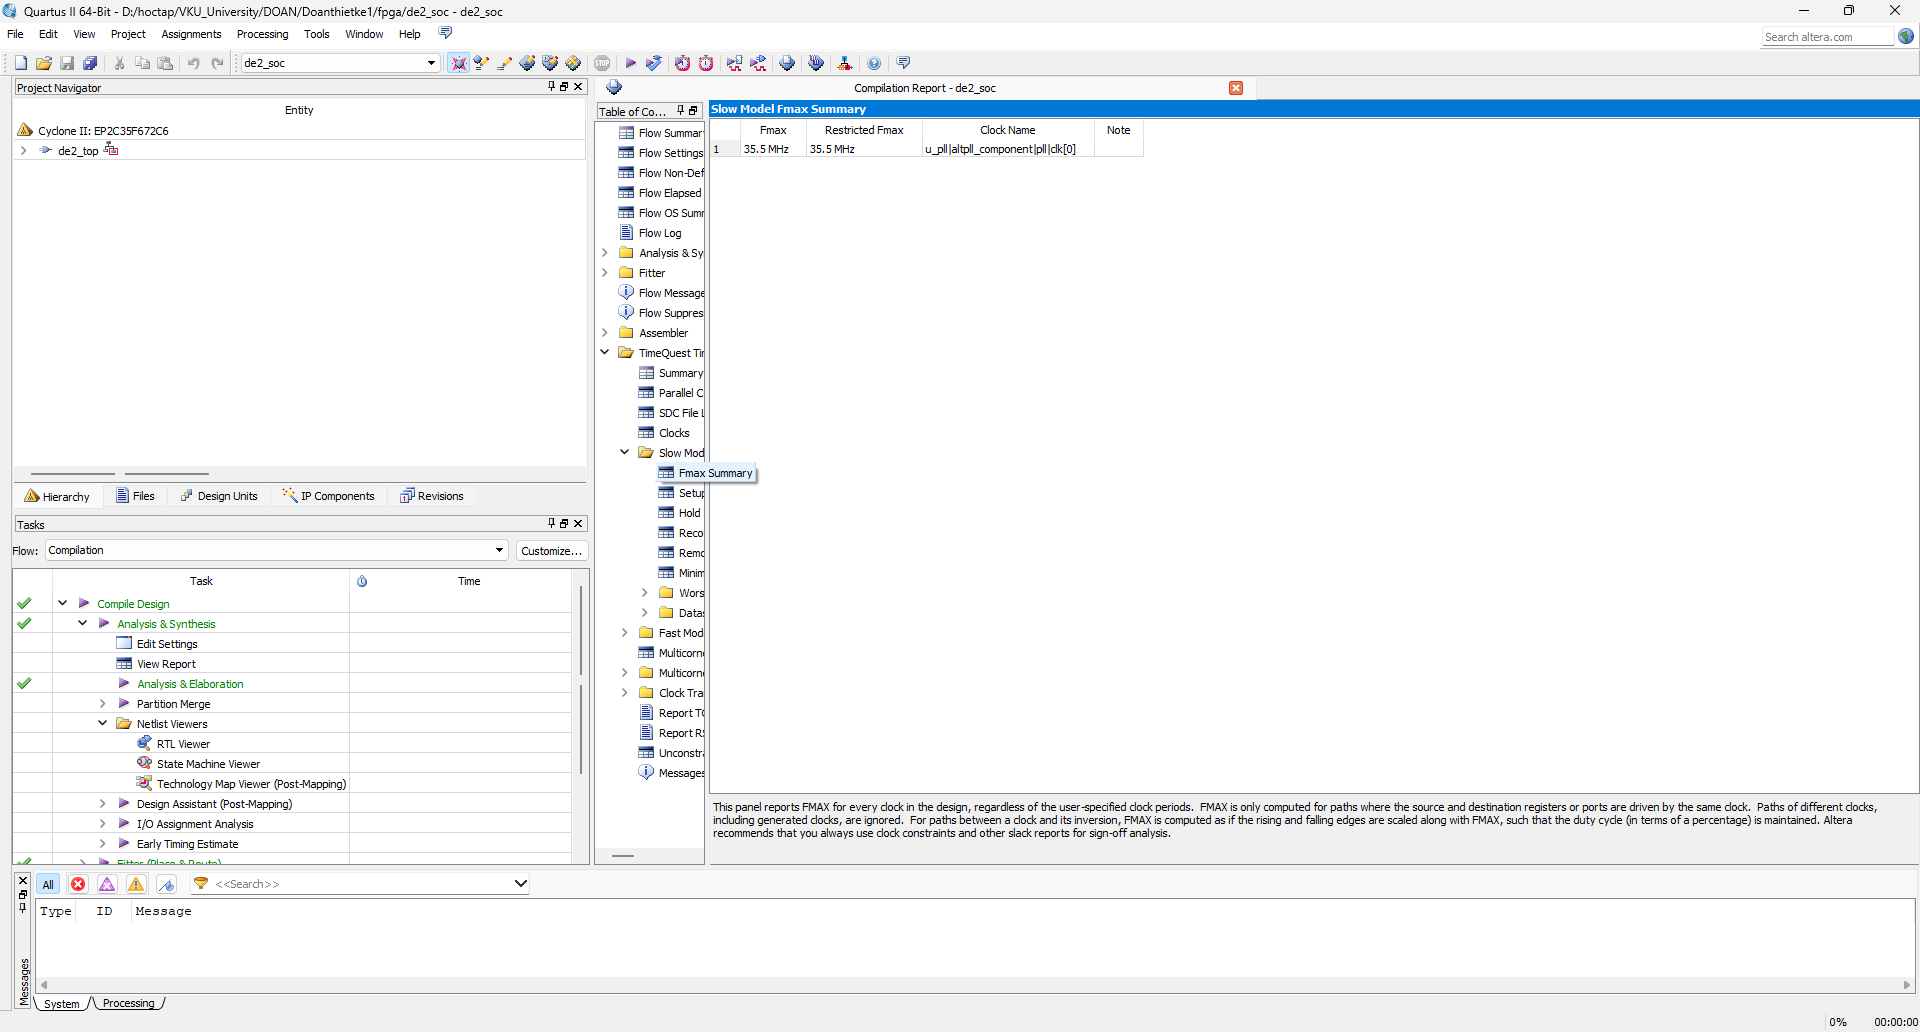 Quartus II 64-Bit - D:/hoctap/VKU_University/DOAN/Doanthietke1/fpga/de2_soc - de2_soc
File Edit View Project Assignments Processing Tools Window Help
Search altera.com
de2_soc
Project Navigator
Entity
Cyclone II: EP2C35F672C6
de2_top
Hierarchy Files Design Units IP Components Revisions
Tasks
Flow: Compilation Customize...
Task Time
Compile Design
Analysis & Synthesis
Edit Settings
View Report
Analysis & Elaboration
Partition Merge
Netlist Viewers
RTL Viewer
State Machine Viewer
Technology Map Viewer (Post-Mapping)
Design Assistant (Post-Mapping)
I/O Assignment Analysis
Early Timing Estimate
Fitter (Place & Route)
Compilation Report - de2_soc
Table of Co...
Flow Summar
Flow Settings
Flow Non-Def
Flow Elapsed
Flow OS Sum
Flow Log
Analysis & Sy
Fitter
Flow Message
Flow Suppres
Assembler
TimeQuest Tir
Summary
Parallel C
SDC File L
Clocks
Slow Mod
Fmax Summary
Setup
Hold
Reco
Remo
Minim
Wors
Datas
Fast Mod
Multicorne
Multicorne
Clock Tra
Report TC
Report RS
Unconstra
Messages
Slow Model Fmax Summary
Fmax Restricted Fmax Clock Name Note
1 35.5 MHz 35.5 MHz u_pll|altpll_component|pll|clk[0]
This panel reports FMAX for every clock in the design, regardless of the user-specified clock periods. FMAX is only computed for paths where the source and destination registers or ports are driven by the same clock. Paths of different clocks,
including generated clocks, are ignored. For paths between a clock and its inversion, FMAX is computed as if the rising and falling edges are scaled along with FMAX, such that the duty cycle (in terms of a percentage) is maintained. Altera
recommends that you always use clock constraints and other slack reports for sign-off analysis.
All <<Search>>
Type ID Message
Messages
System Processing
0% 00:00:00